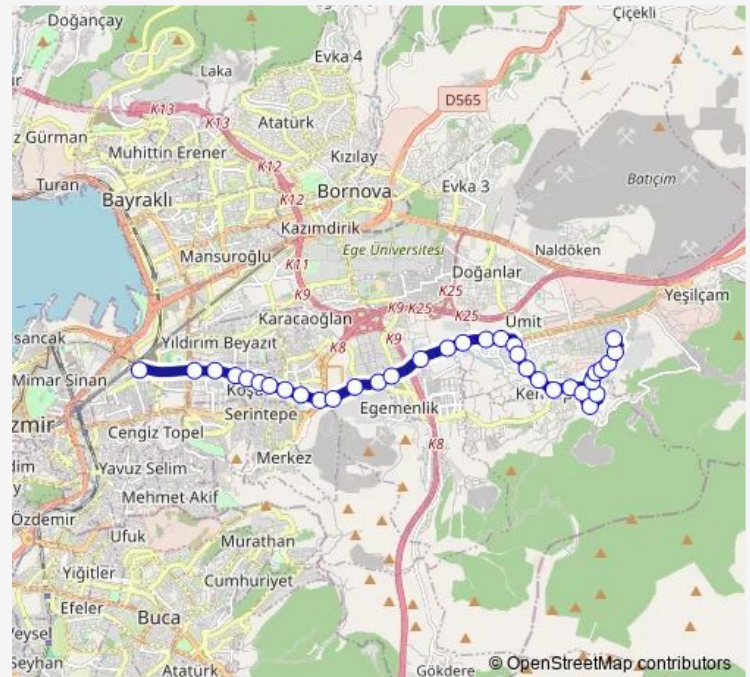 Doğançay
Çiçekli
Evka 4
Laka
K13
K13
D565
Atatürk
z Gürman
Muhittin Erener
K12
Kızılay
Turan
Bayraklı
K12
Bornova
Evka 3
Batıçim
Kazımdirik
Mansuroğlu
K11
Ege Üniversitesi
Naldöken
Doğanlar
K9
K25
Yeşilçam
K9 K25
K25
Karacaoğlan
Ümit
sancak
Yıldırım Beyazıt
K8
K9
Mimar Sinan
Serintepe
Egemenlik
zmir
Cengiz Topel
K8
Merkez
dim
Yavuz Selim
Mehmet Akif
Özdemir
Ufuk
Murathan
Yiğitler
Cumhuriyet
Efeler
Buca
eysel
Seyhan
Atatürk
Gökdere
© OpenStreetMap contributors